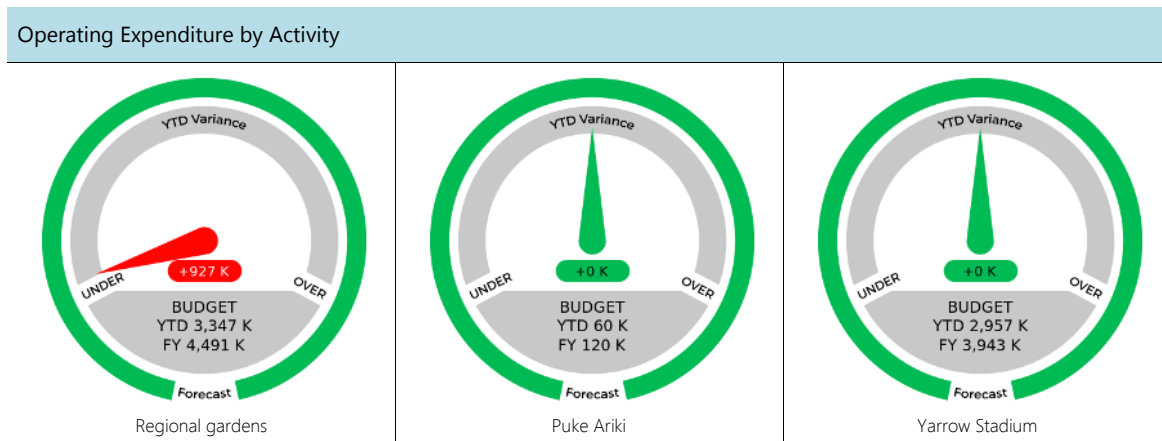 Operating Expenditure by Activity
YTD Variance
+927 K
UNDER
OVER
BUDGET
YTD 3,347 K
FY 4,491 K
Forecast
Regional gardens
YTD Variance
+0 K
UNDER
OVER
BUDGET
YTD 60 K
FY 120 K
Forecast
Puke Ariki
YTD Variance
+0 K
UNDER
OVER
BUDGET
YTD 2,957 K
FY 3,943 K
Forecast
Yarrow Stadium